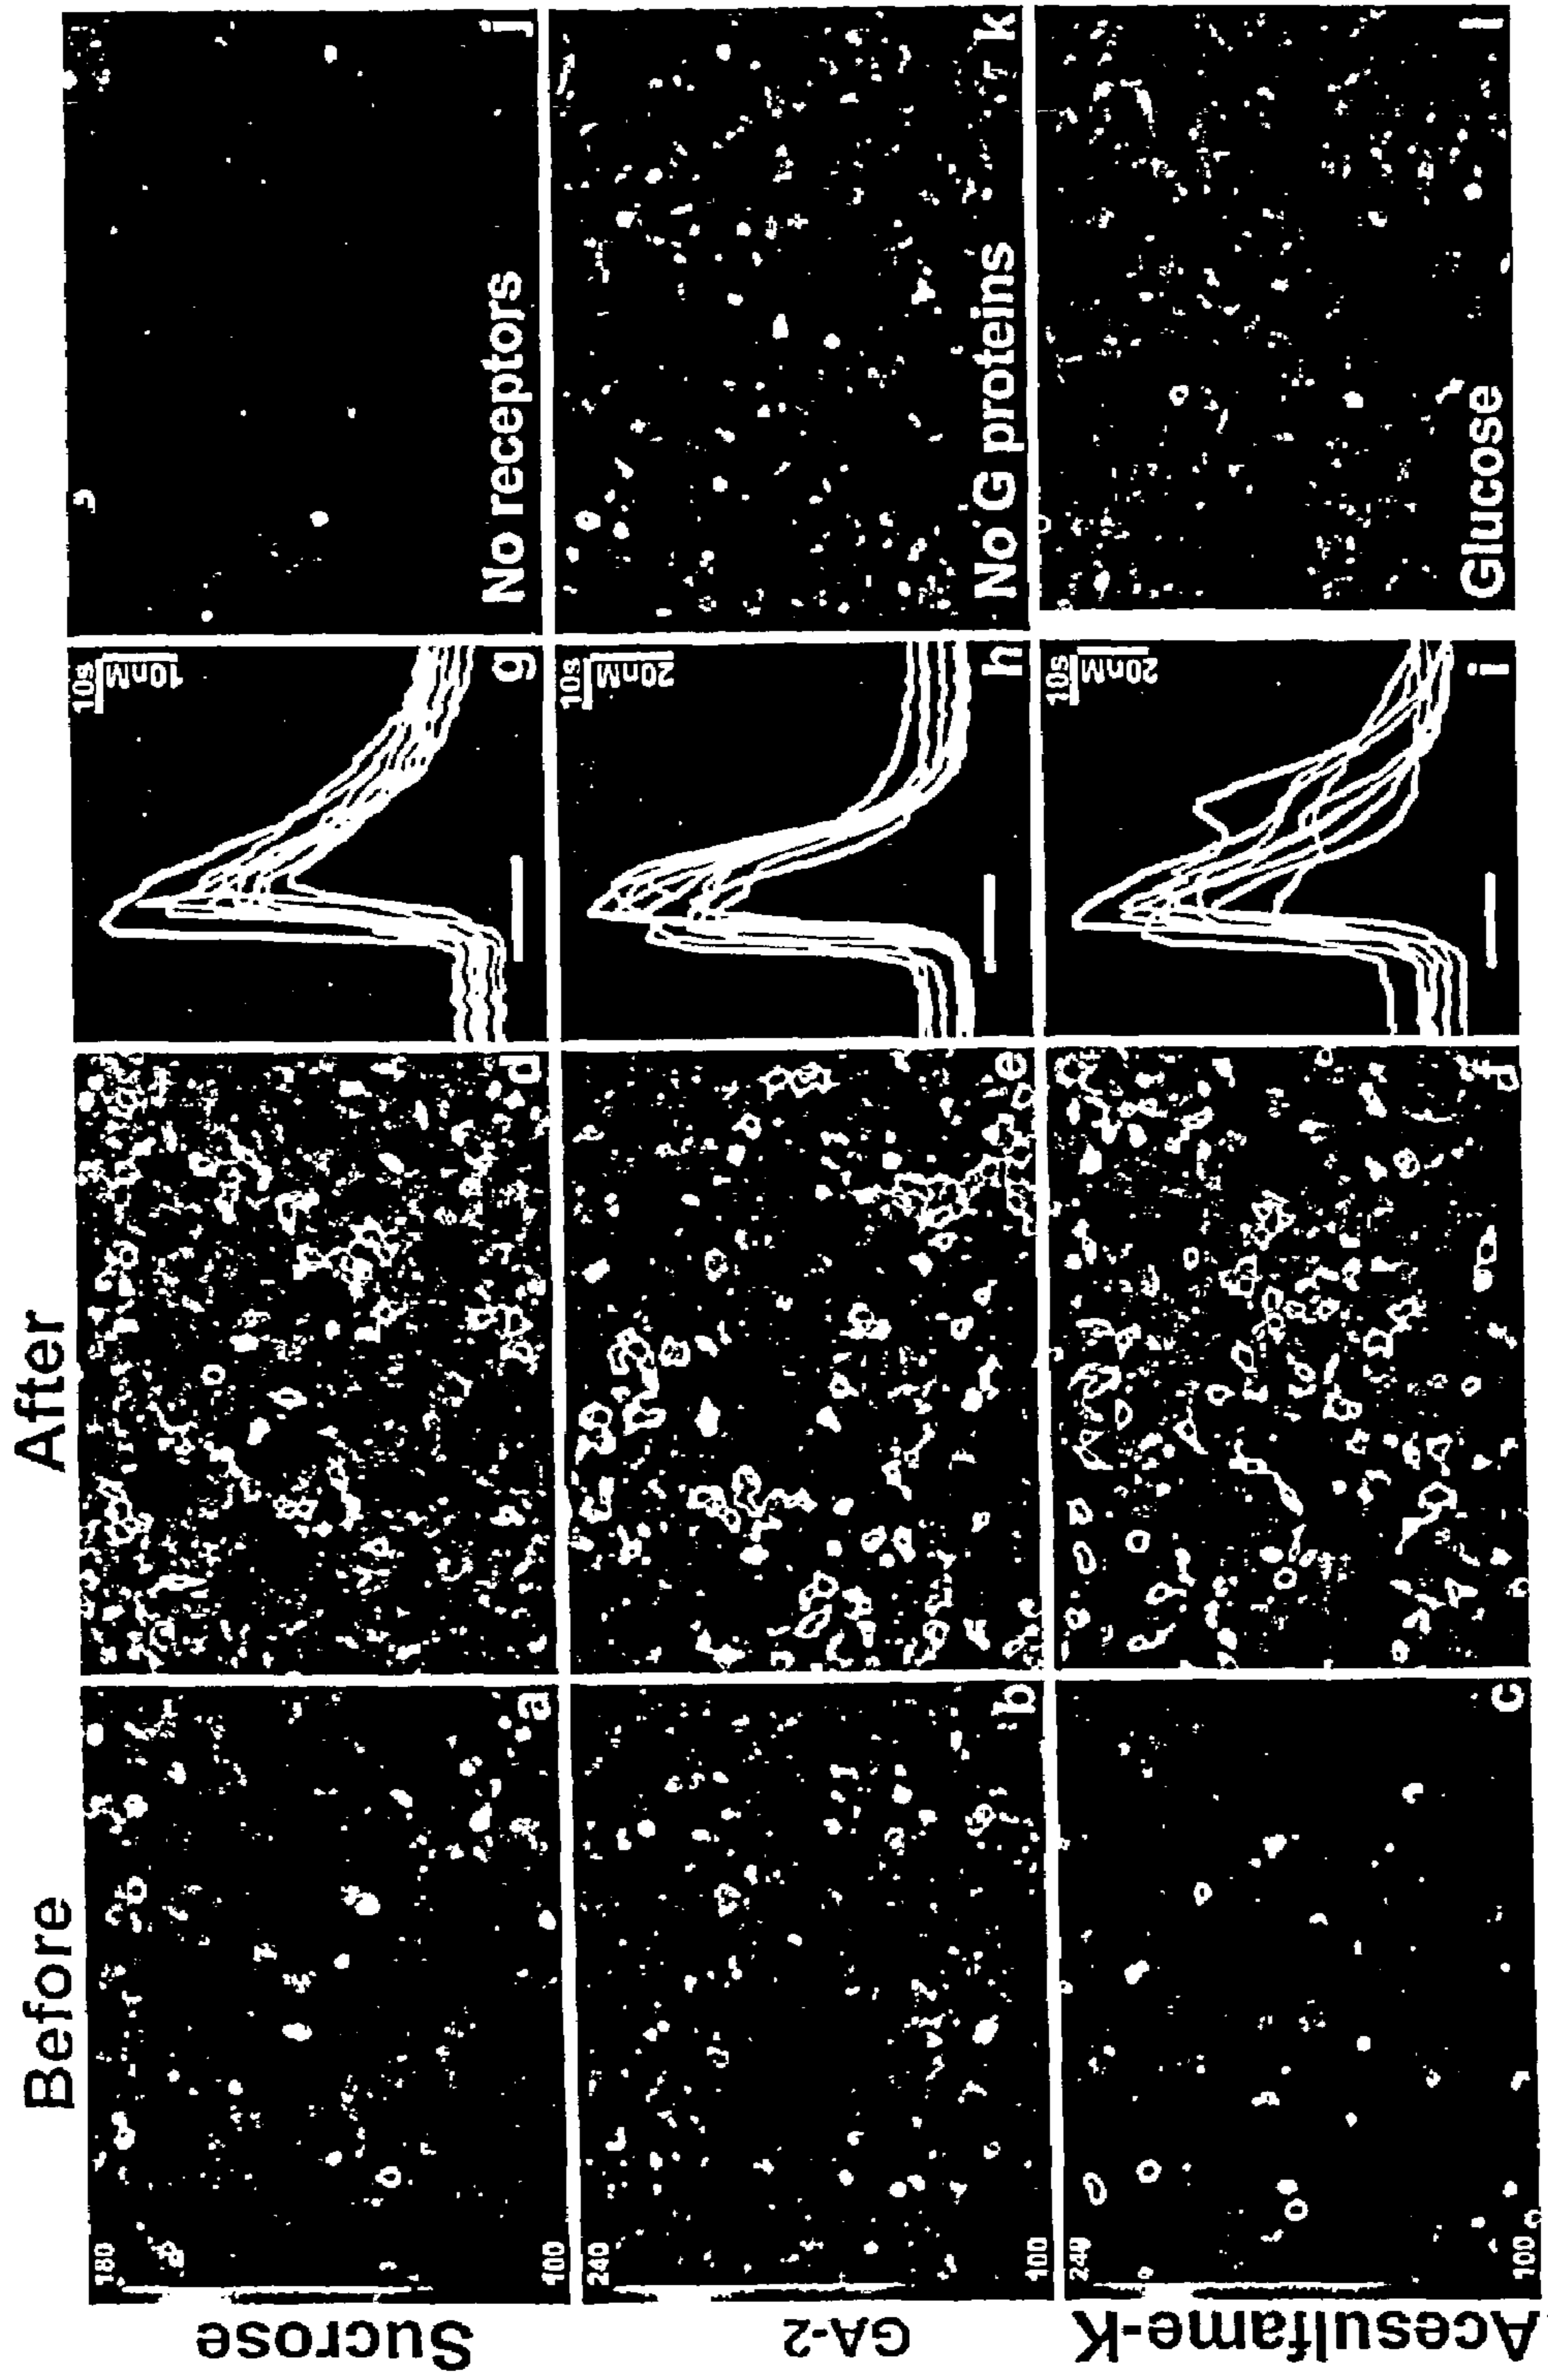 Before
After
Sucrose
180
100
a
d
10s
10nM
g
No receptors
j
GA-2
240
100
b
e
10s
20nM
h
No G proteins
k
Acesulfame-K
240
100
c
f
10s
20nM
i
Glucose
l